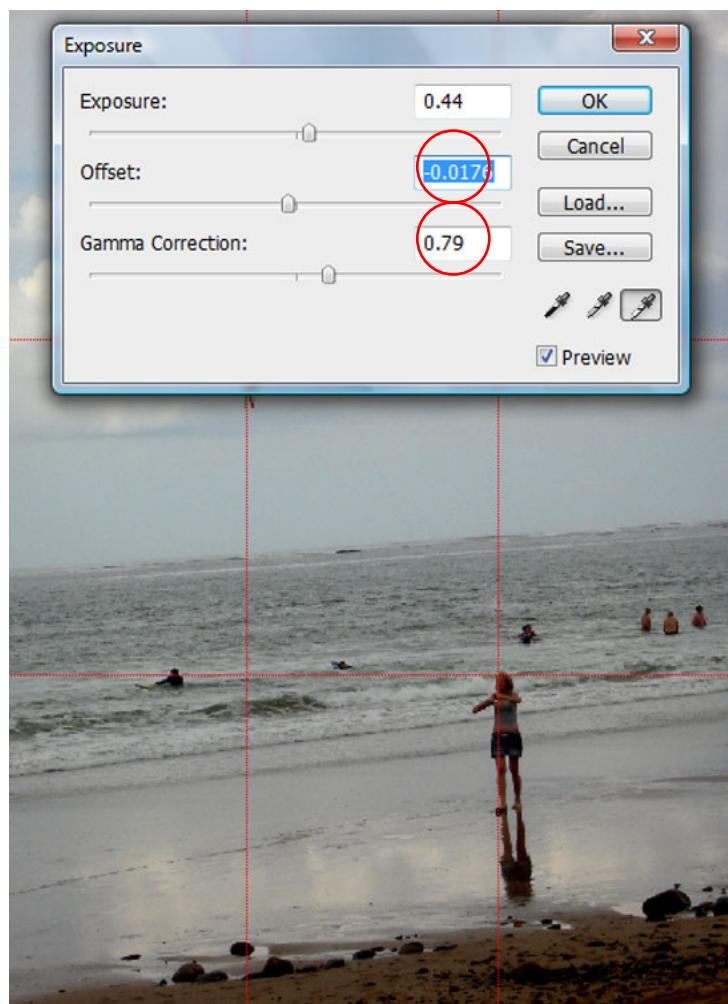 Exposure
Exposure: 0.44 OK
Cancel
Offset: -0.0176
Load...
Gamma Correction: 0.79 Save...
Preview